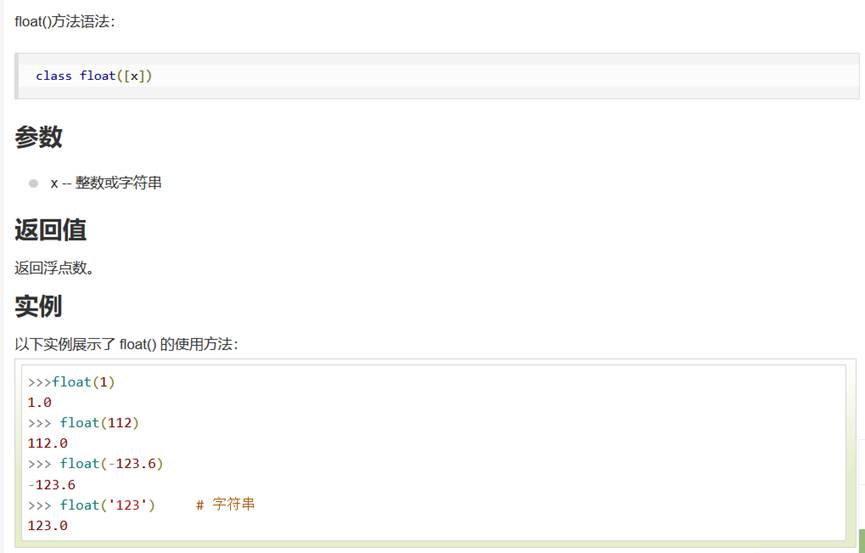 float()方法语法：
class float([x])
参数
x -- 整数或字符串
返回值
返回浮点数。
实例
以下实例展示了 float() 的使用方法：
>>>float(1)
1.0
>>> float(112)
112.0
>>> float(-123.6)
-123.6
>>> float('123')     # 字符串
123.0